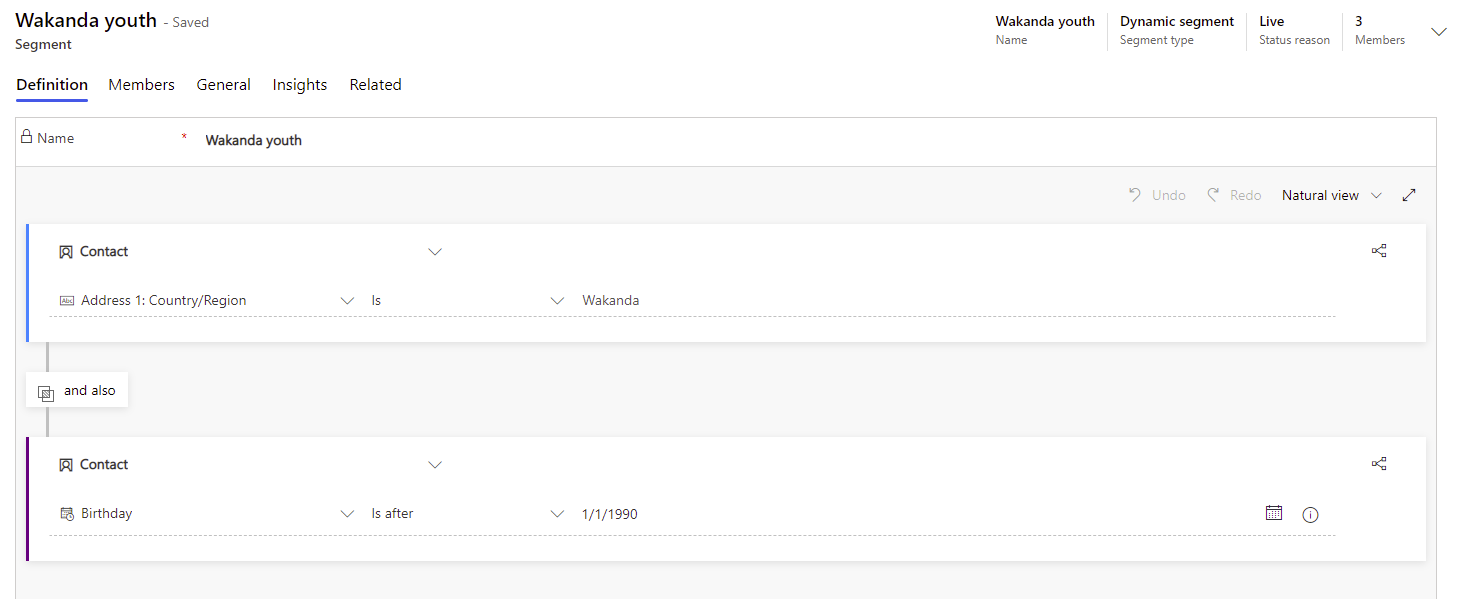 Wakanda youth - Saved
Segment
Wakanda youth Dynamic segment Live 3
Name Segment type Status reason Members
Definition Members General Insights Related
Name * Wakanda youth
Undo Redo Natural view
Contact
Abc Address 1: Country/Region Is Wakanda
and also
Contact
Birthday Is after 1/1/1990